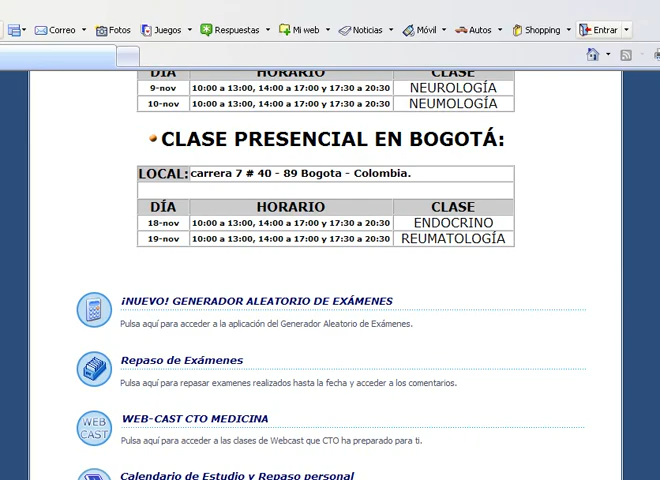 Correo Fotos Juegos Respuestas Mi web Noticias Móvil Autos Shopping Entrar
DÍA HORARIO CLASE
9-nov 10:00 a 13:00, 14:00 a 17:00 y 17:30 a 20:30 NEUROLOGÍA
10-nov 10:00 a 13:00, 14:00 a 17:00 y 17:30 a 20:30 NEUMOLOGÍA
CLASE PRESENCIAL EN BOGOTÁ:
LOCAL: carrera 7 # 40 - 89 Bogota - Colombia.
DÍA HORARIO CLASE
18-nov 10:00 a 13:00, 14:00 a 17:00 y 17:30 a 20:30 ENDOCRINO
19-nov 10:00 a 13:00, 14:00 a 17:00 y 17:30 a 20:30 REUMATOLOGÍA
¡NUEVO! GENERADOR ALEATORIO DE EXÁMENES
Pulsa aquí para acceder a la aplicación del Generador Aleatorio de Exámenes.
Repaso de Exámenes
Pulsa aquí para repasar examenes realizados hasta la fecha y acceder a los comentarios.
WEB CAST
WEB-CAST CTO MEDICINA
Pulsa aquí para acceder a las clases de Webcast que CTO ha preparado para ti.
Calendario de Estudio y Repaso personal